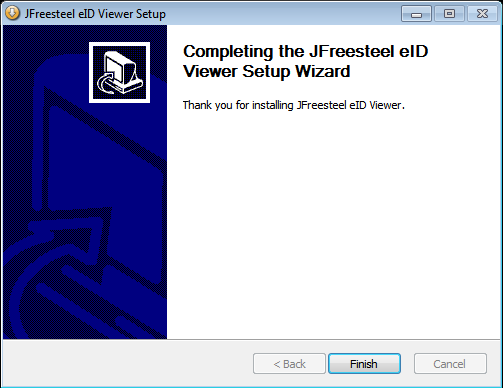 JFreesteel eID Viewer Setup
Completing the JFreesteel eID
Viewer Setup Wizard
Thank you for installing JFreesteel eID Viewer.
< Back
Finish
Cancel